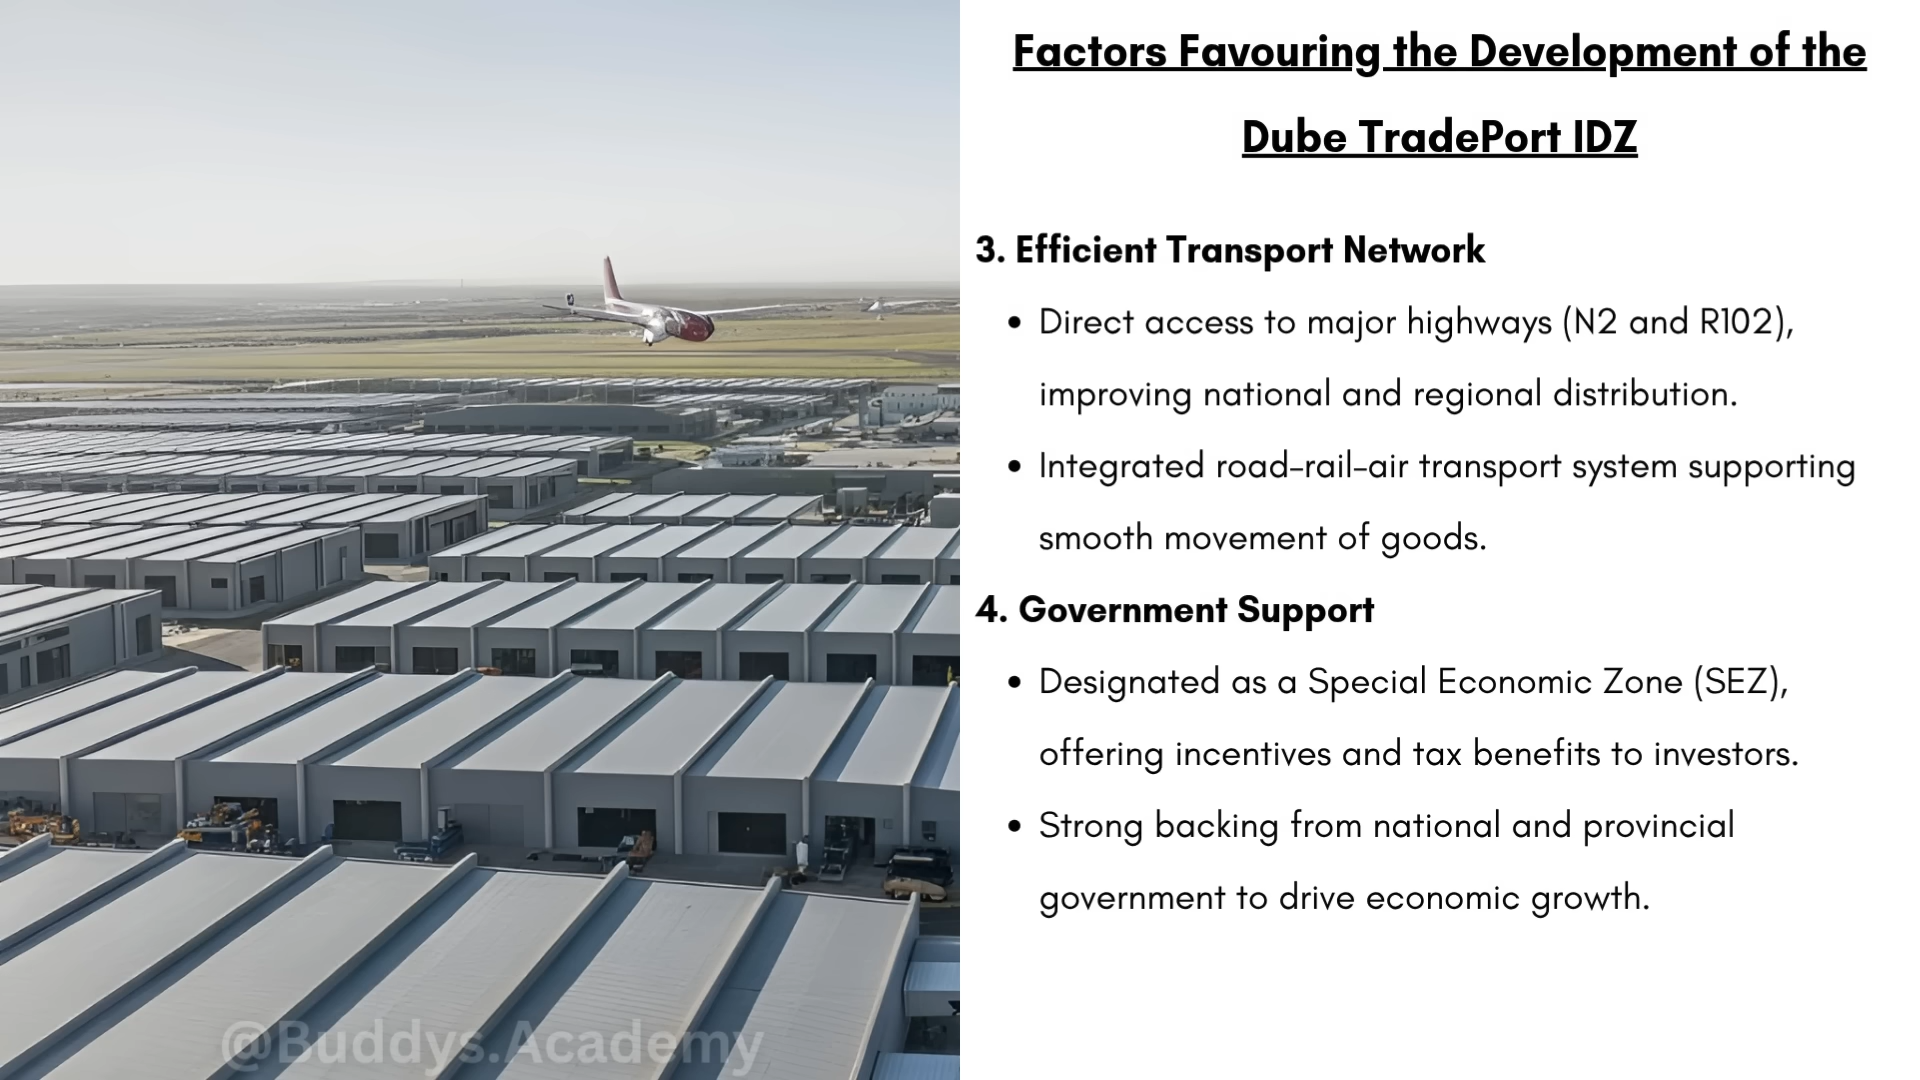 Factors Favouring the Development of the
Dube TradePort IDZ
3. Efficient Transport Network
• Direct access to major highways (N2 and R102),
improving national and regional distribution.
• Integrated road-rail-air transport system supporting
smooth movement of goods.
4. Government Support
• Designated as a Special Economic Zone (SEZ),
offering incentives and tax benefits to investors.
• Strong backing from national and provincial
government to drive economic growth.
@Buddys.Academy